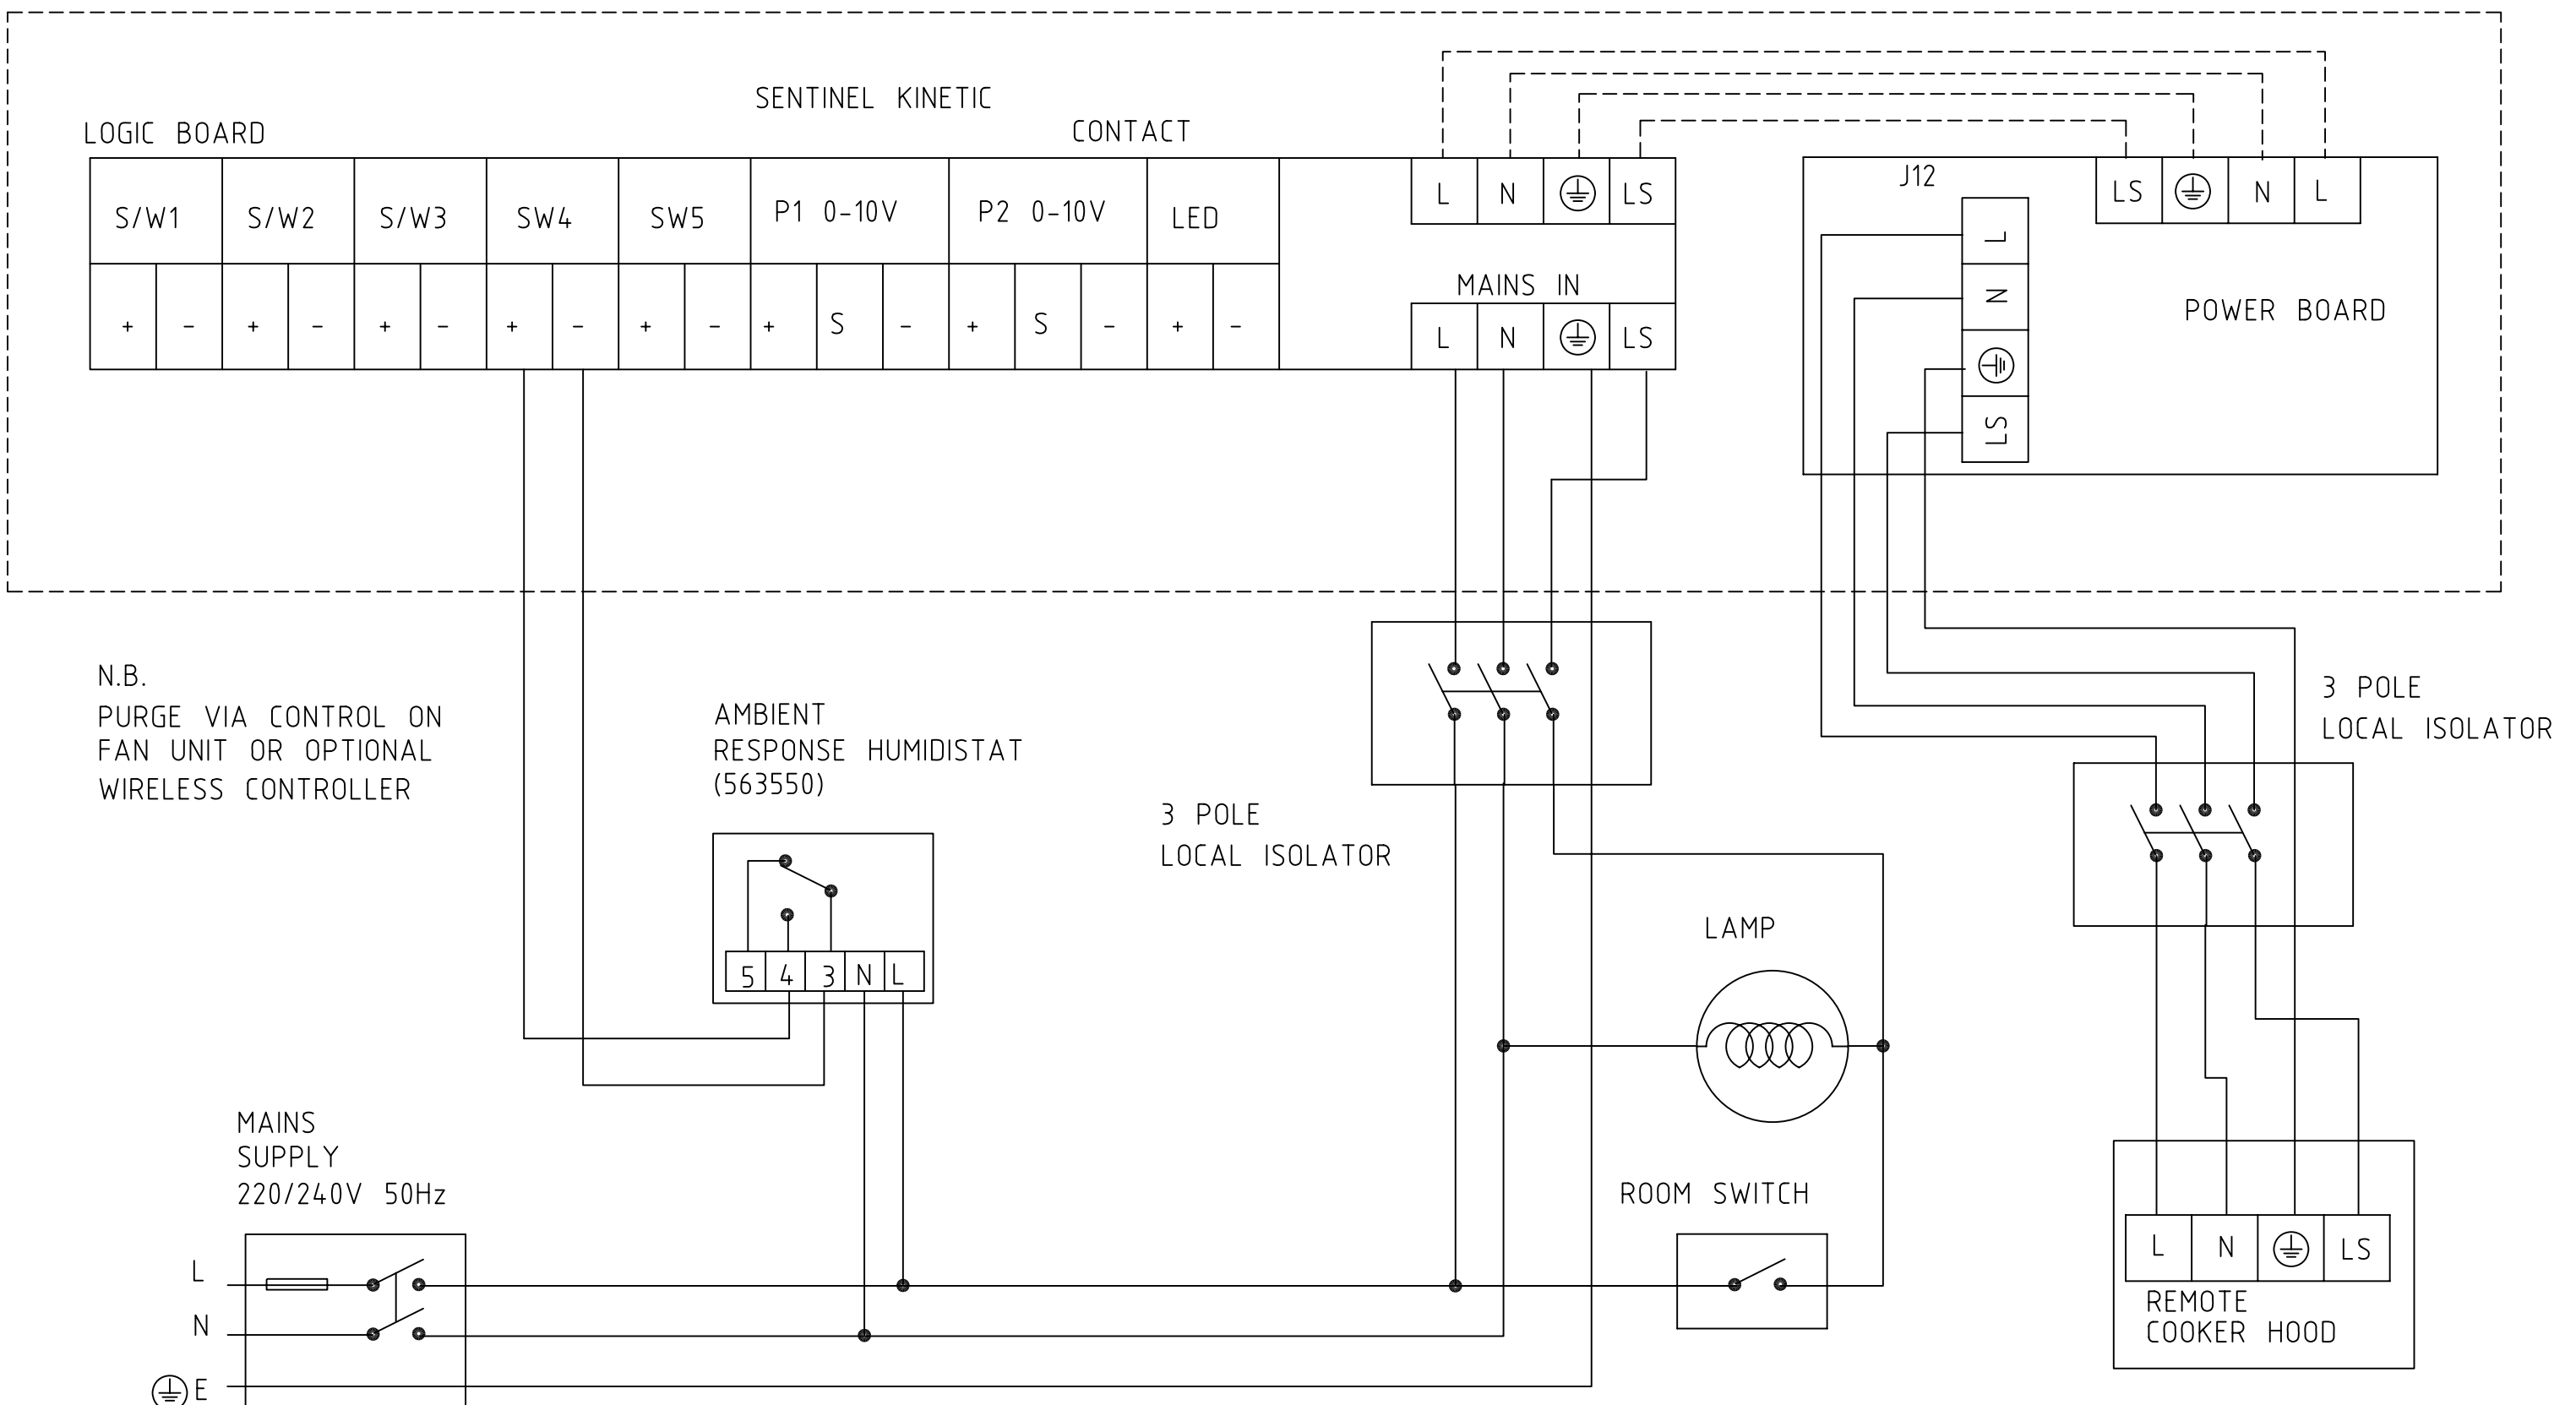 SENTINEL KINETIC
LOGIC BOARD
CONTACT
S/W1 S/W2 S/W3 SW4 SW5 P1 0-10V P2 0-10V LED
+ - + - + - + - + - + S - + S - + -
L N LS
MAINS IN
L N LS
J12
LS N L
L
N
LS
POWER BOARD
N.B.
PURGE VIA CONTROL ON
FAN UNIT OR OPTIONAL
WIRELESS CONTROLLER
AMBIENT
RESPONSE HUMIDISTAT
(563550)
5 4 3 N L
3 POLE
LOCAL ISOLATOR
3 POLE
LOCAL ISOLATOR
LAMP
ROOM SWITCH
MAINS
SUPPLY
220/240V 50Hz
L
N
E
L N LS
REMOTE
COOKER HOOD